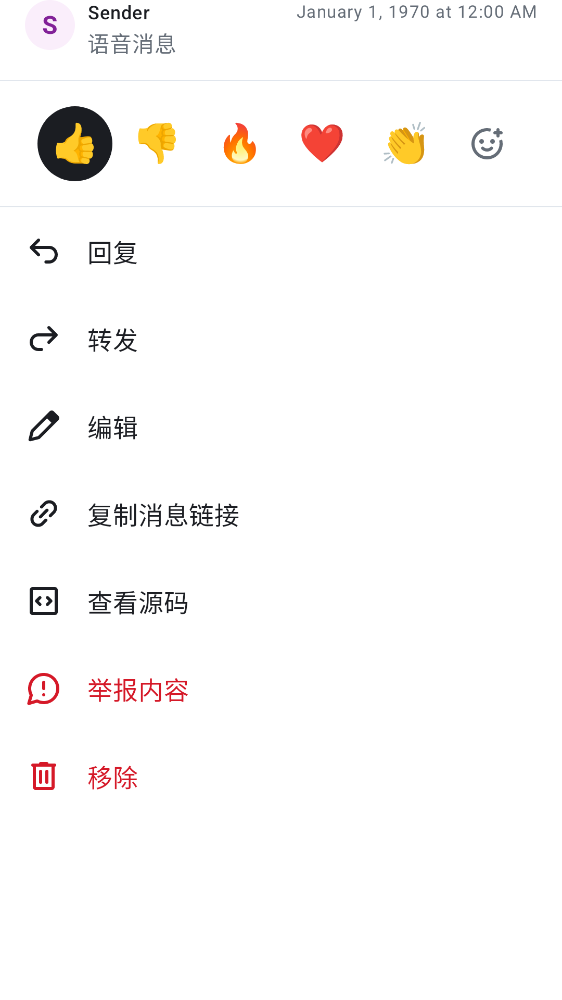 S
Sender
January 1, 1970 at 12:00 AM
语音消息
回复
转发
编辑
复制消息链接
查看源码
举报内容
移除